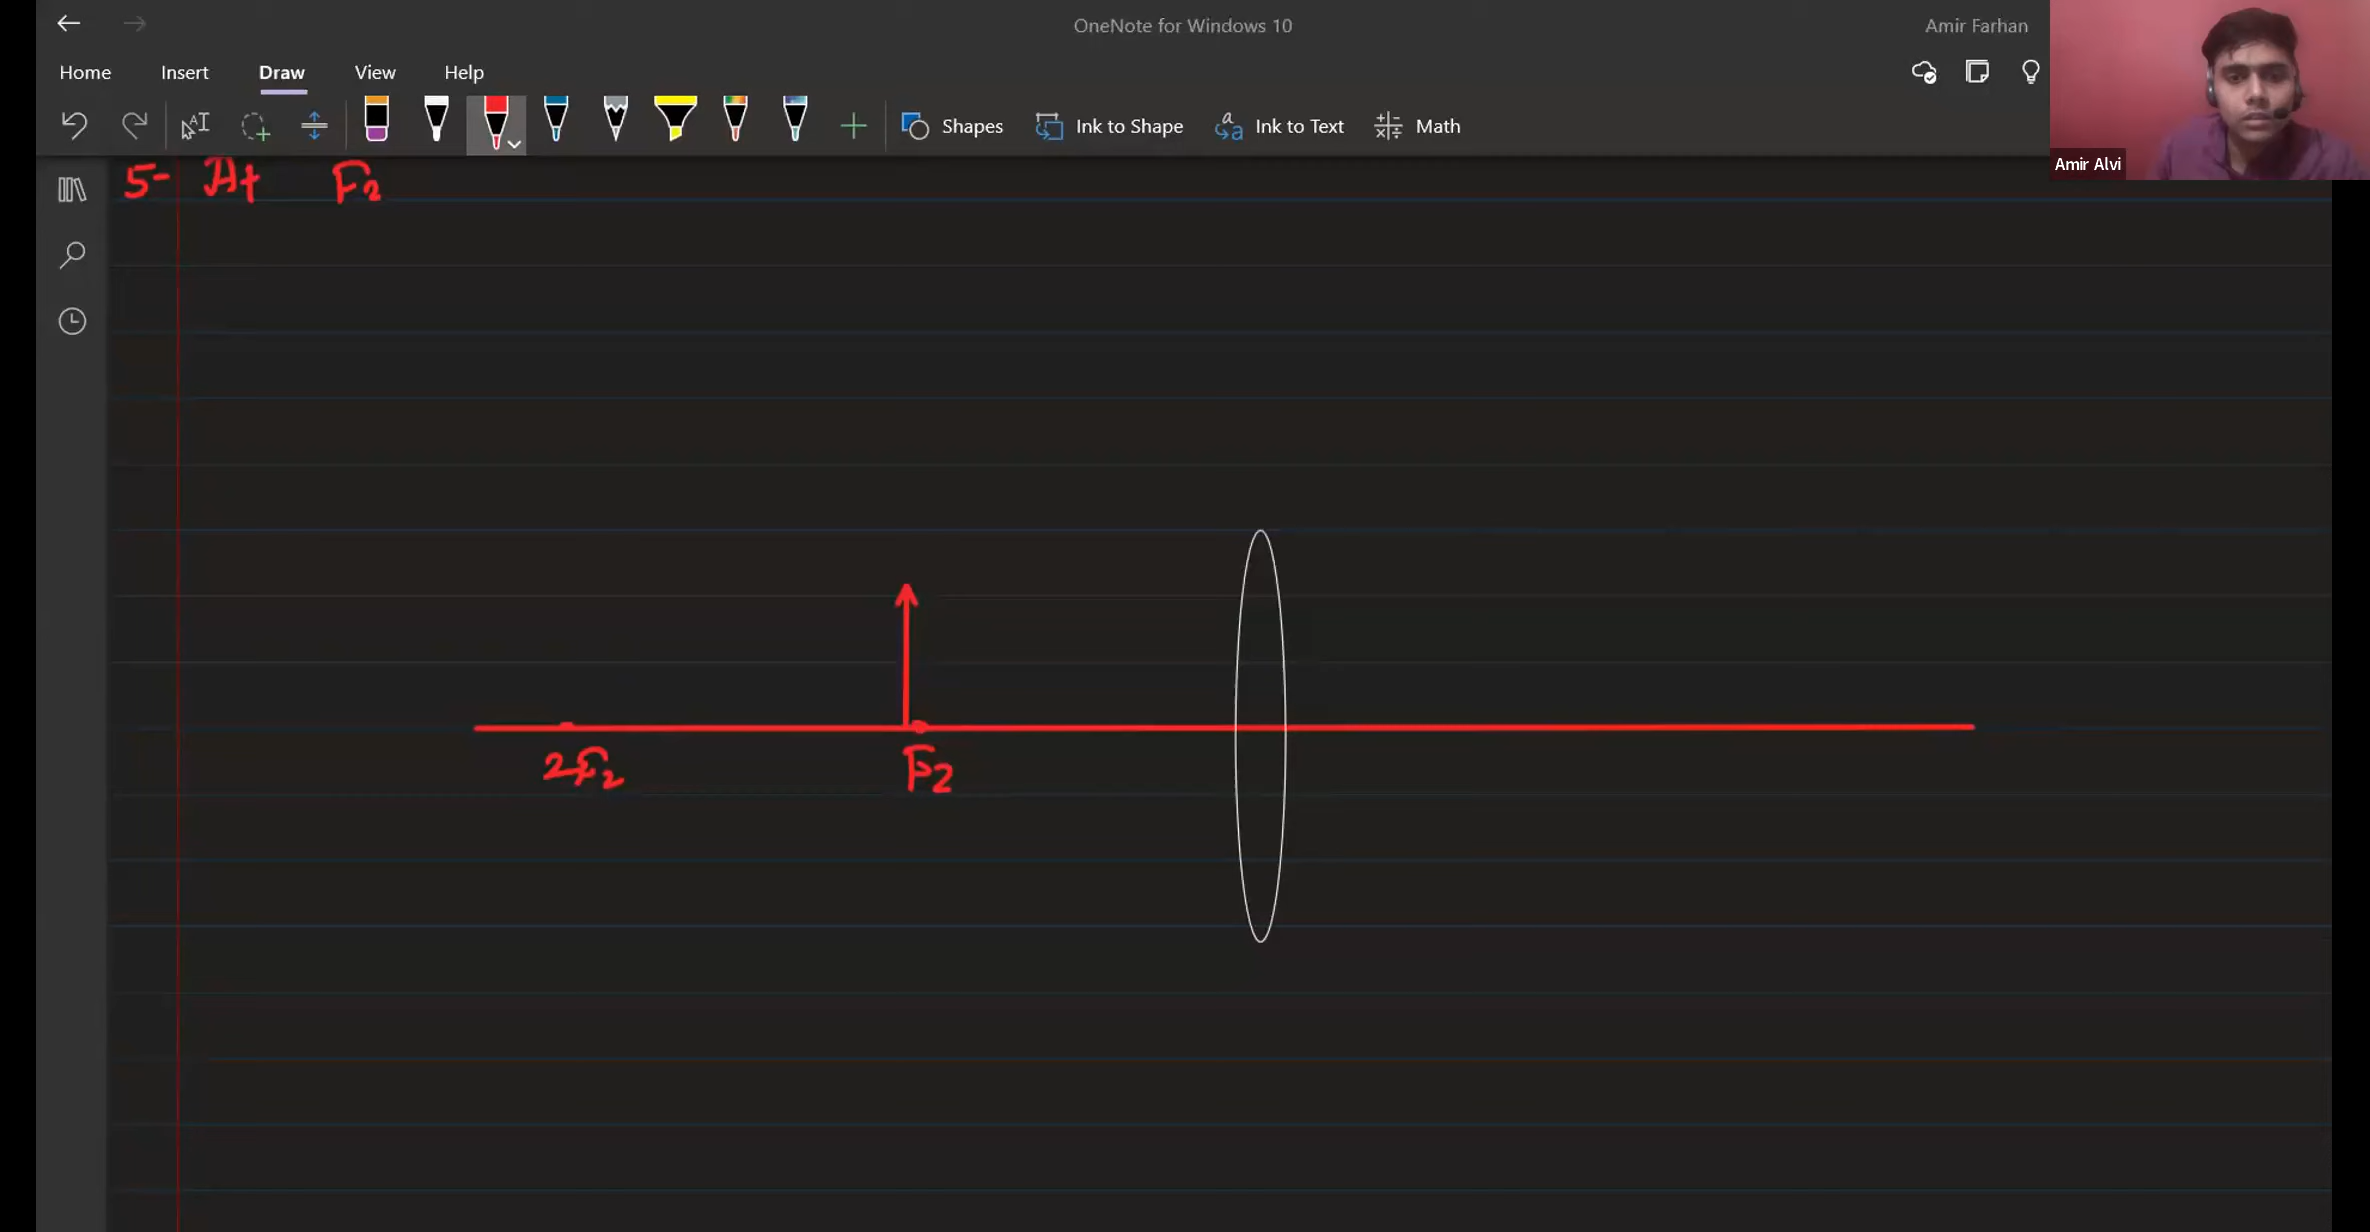 OneNote for Windows 10
Amir Farhan
Home Insert Draw View Help
Shapes Ink to Shape Ink to Text Math
Amir Alvi
5- At F2
2F2 F2